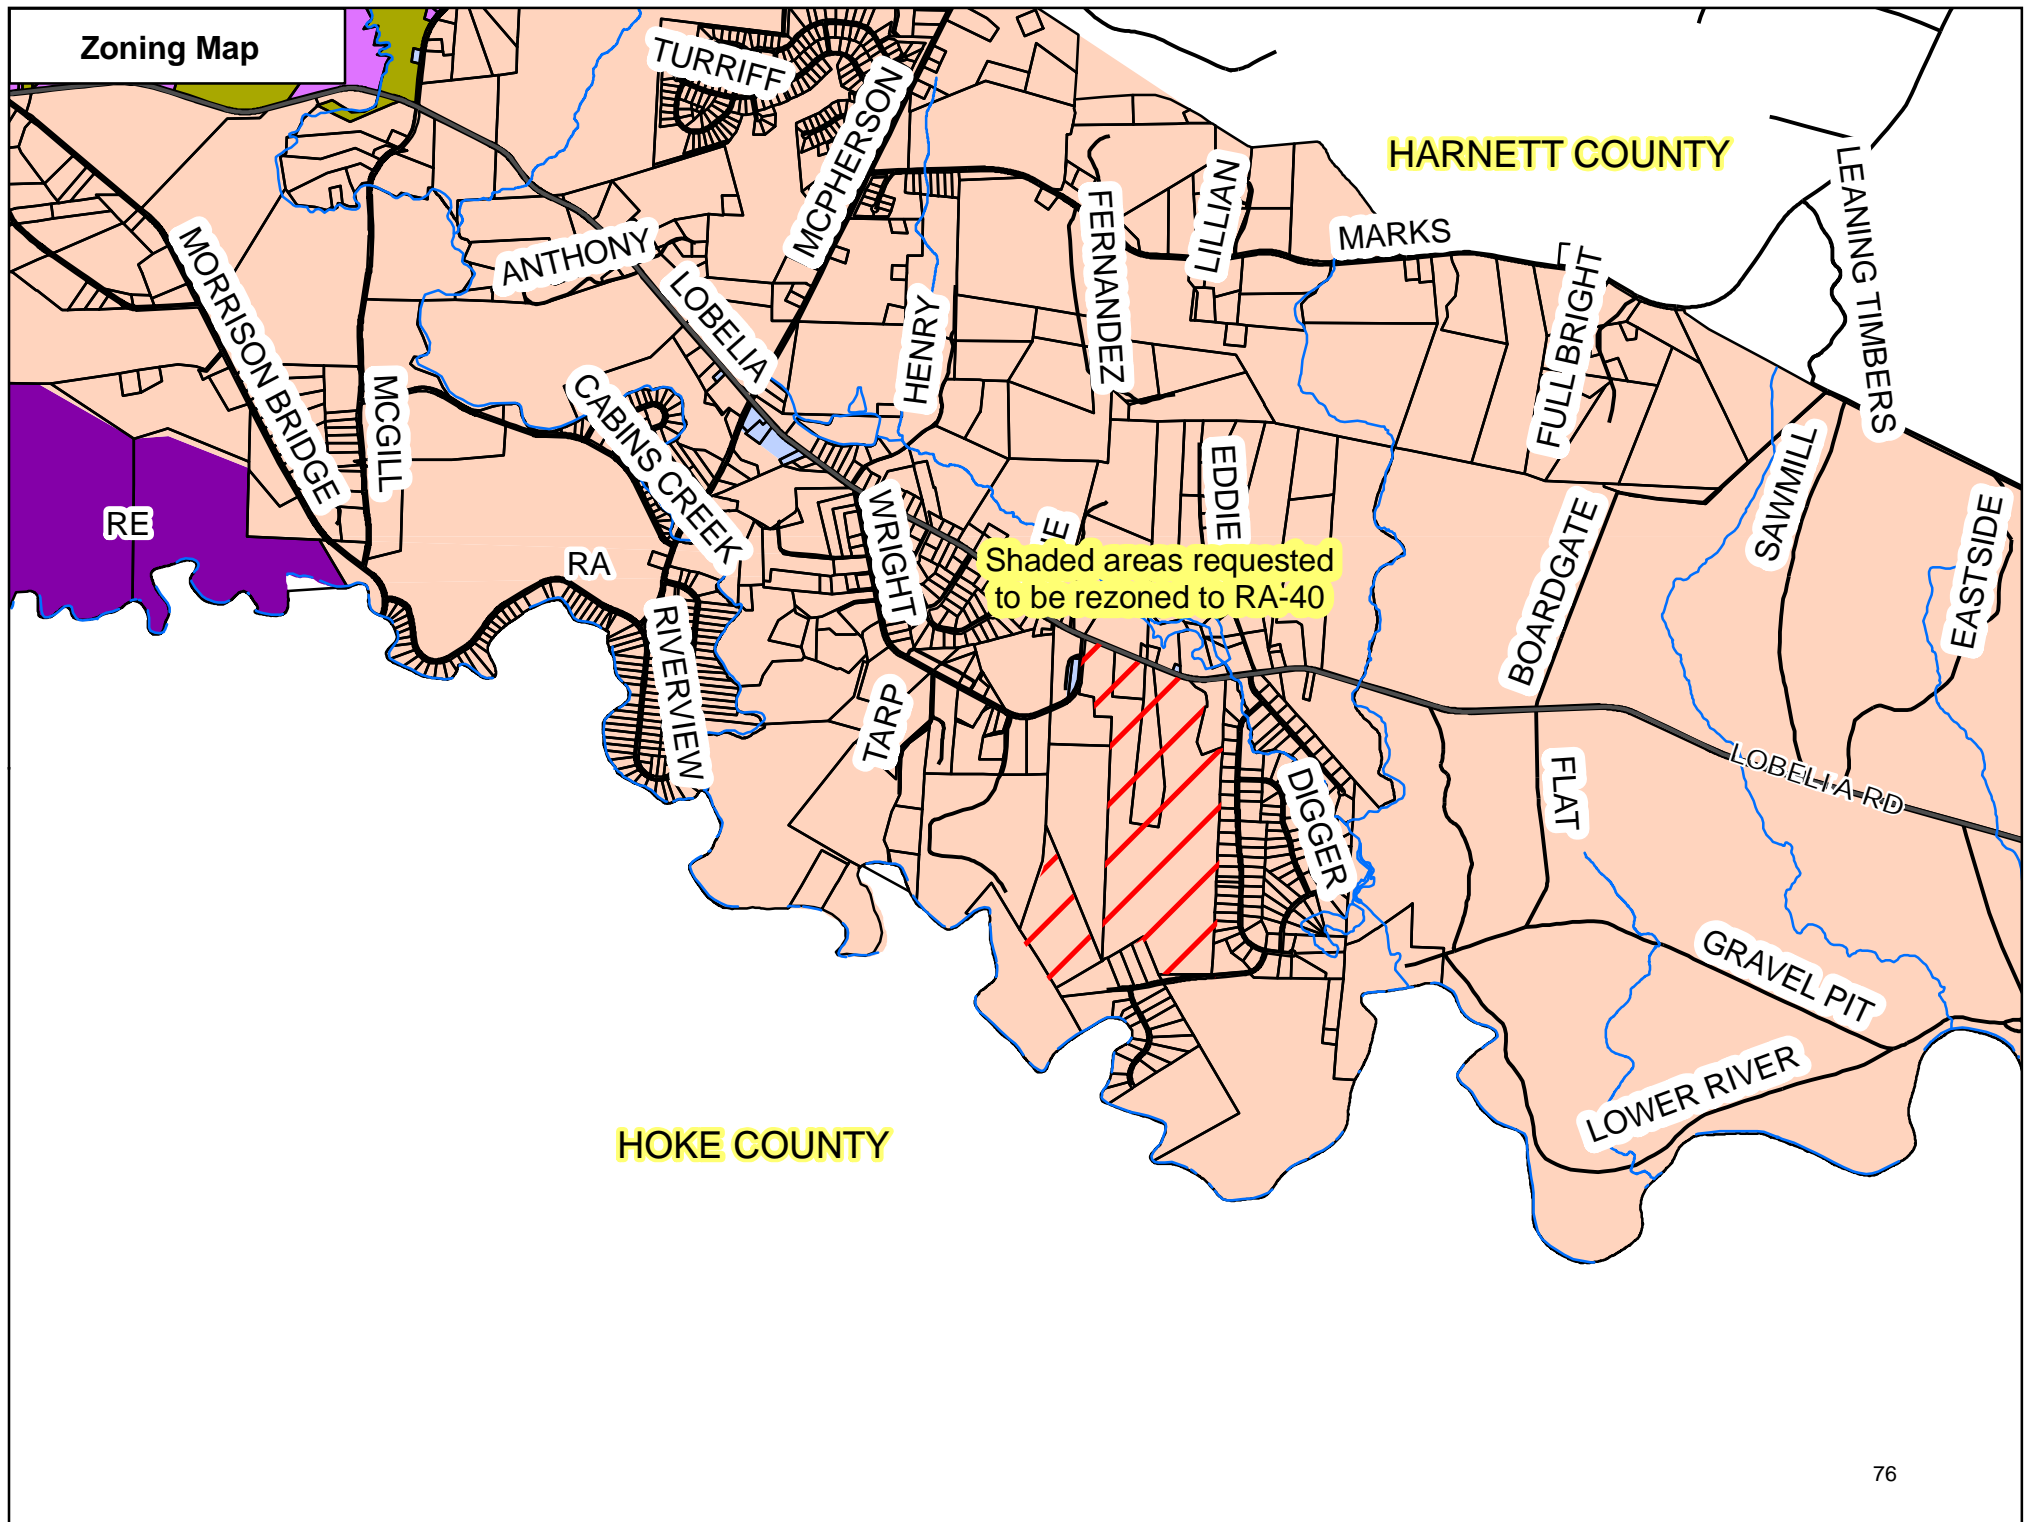 Zoning Map
TURRIFF
MCPHERSON
HARNETT COUNTY
LEANING TIMBERS
LILLIAN
FERNANDEZ
MARKS
MORRISON BRIDGE
ANTHONY
LOBELIA
HENRY
FULLBRIGHT
MCGILL
CABINS CREEK
EDDIE
SAWMILL
RE
WRIGHT
BOARDGATE
EASTSIDE
RA
Shaded areas requested
to be rezoned to RA-40
RIVERVIEW
TARP
DIGGER
FLAT
LOBELIA RD
GRAVEL PIT
LOWER RIVER
HOKE COUNTY
76